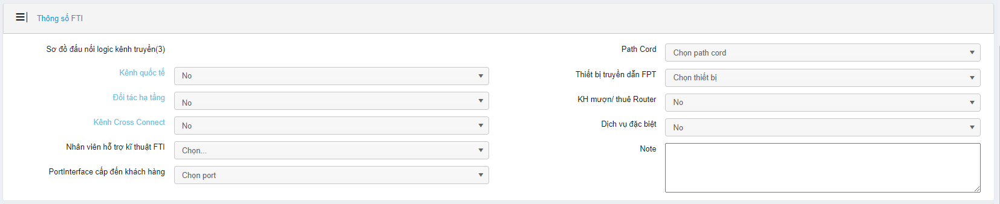 Thông số FTI
Sơ đồ đấu nối logic kênh truyền(3)
Kênh quốc tế
No
Đối tác hạ tầng
No
Kênh Cross Connect
No
Nhân viên hỗ trợ kĩ thuật FTI
Chọn...
PortInterface cấp đến khách hàng
Chọn port
Path Cord
Chọn path cord
Thiết bị truyền dẫn FPT
Chọn thiết bị
KH mượn/ thuê Router
No
Dịch vụ đặc biệt
No
Note